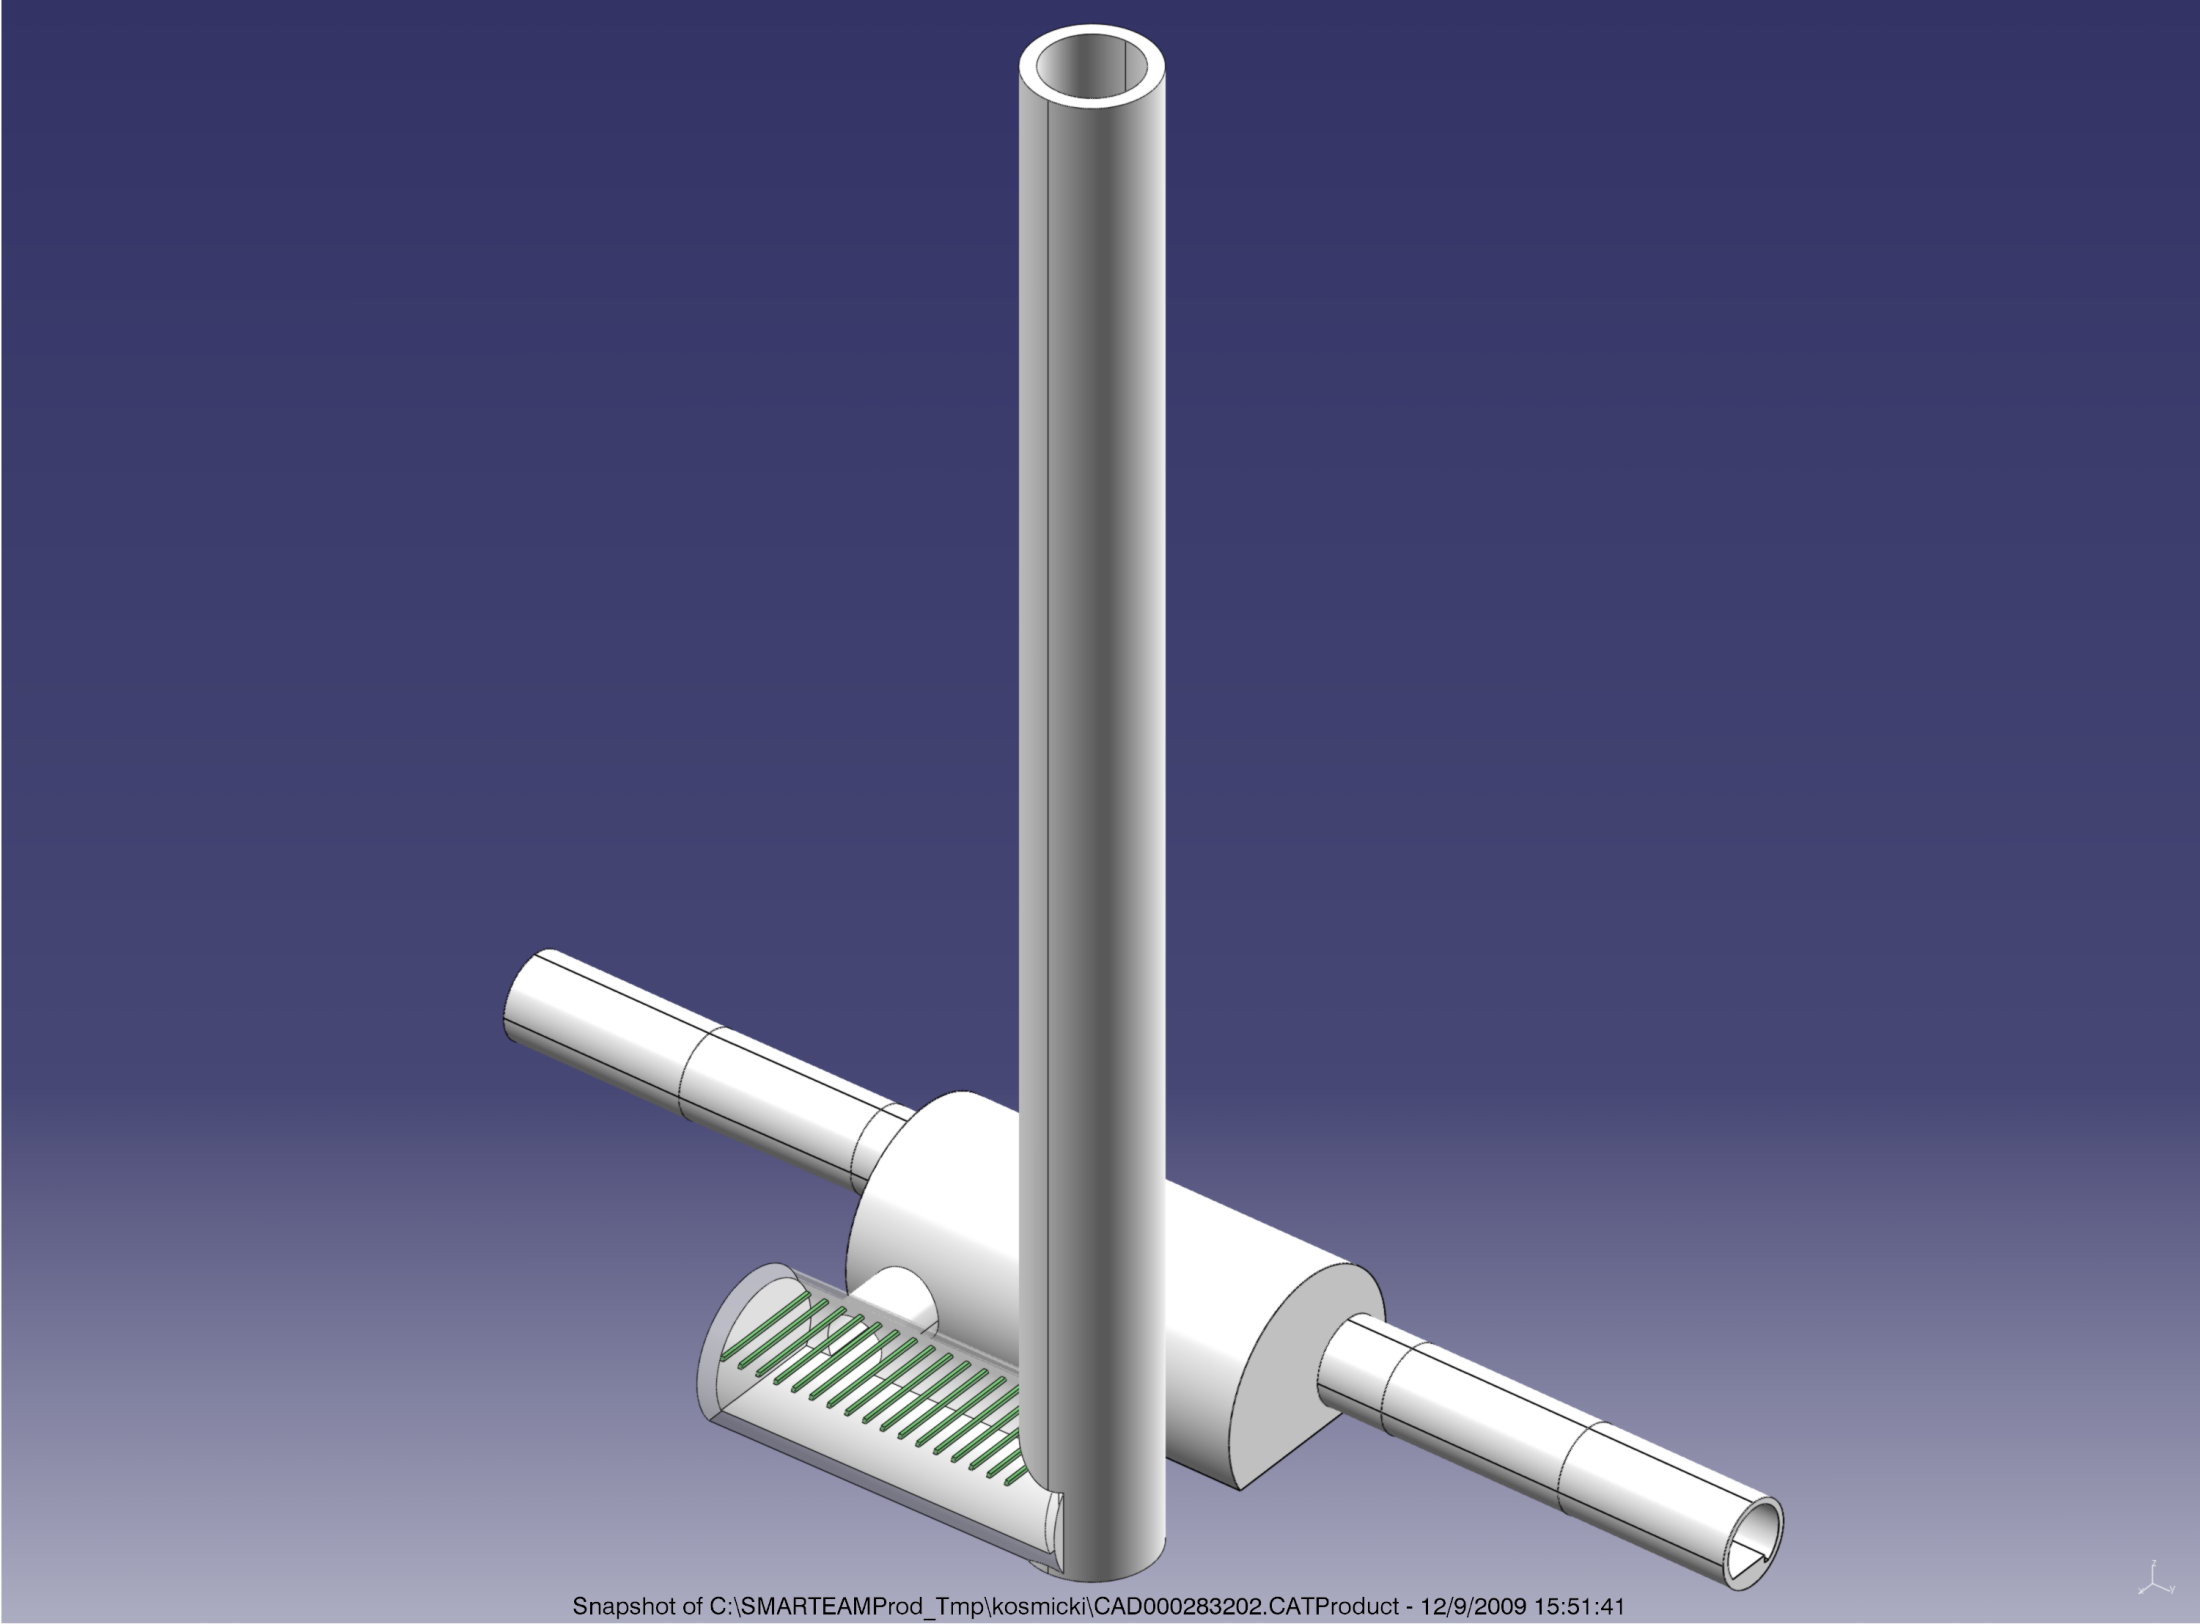 Snapshot of C:\SMARTEAMProd_Tmp\kosmicki\CAD000283202.CATProduct - 12/9/2009 15:51:41
z
x
y